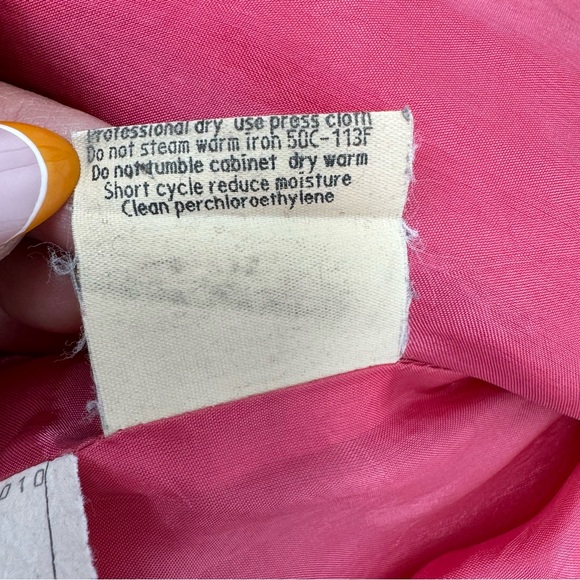 Professional dry use press cloth
Do not steam warm iron 50C-113F
Do not tumble cabinet dry warm
Short cycle reduce moisture
Clean perchloroethylene
010